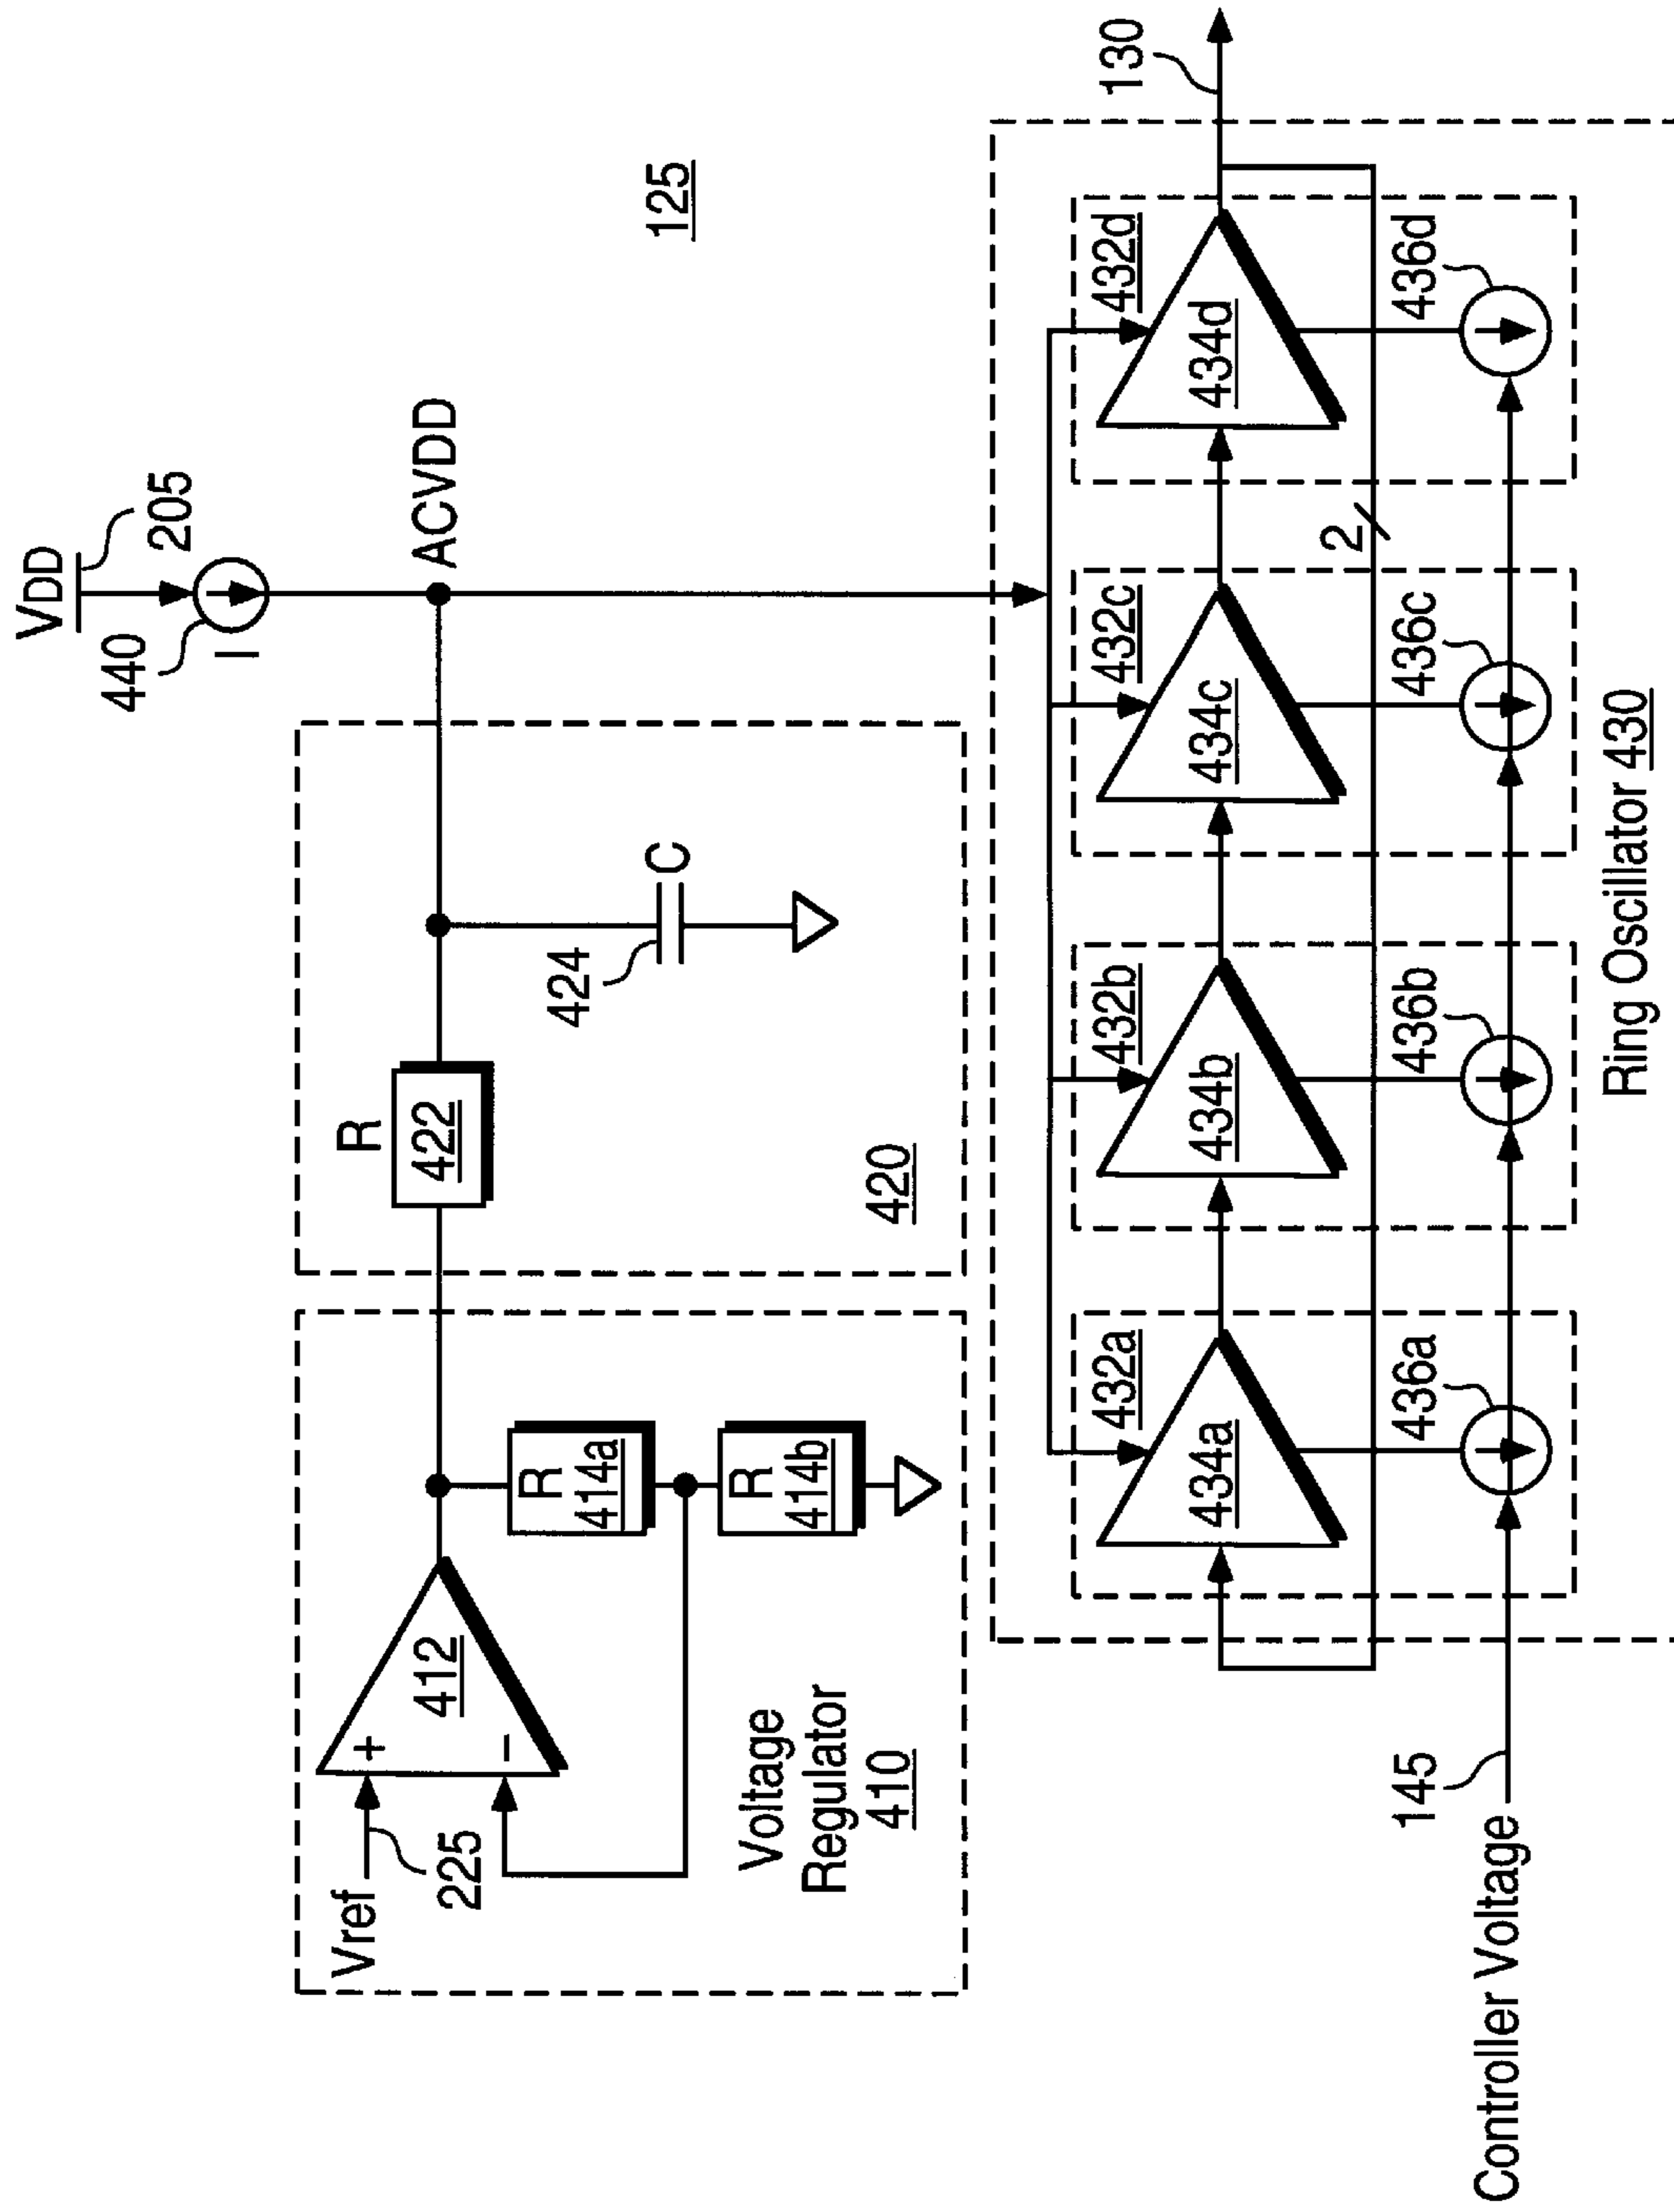 VDD
205
440
I
ACVDD
125
R
422
C
424
420
Vref
225
+
−
412
R
414a
R
414b
Voltage
Regulator
410
130
432a
432b
432c
432d
434a
434b
434c
434d
2
436a
436b
436c
436d
145
Controller Voltage
Ring Oscillator 430